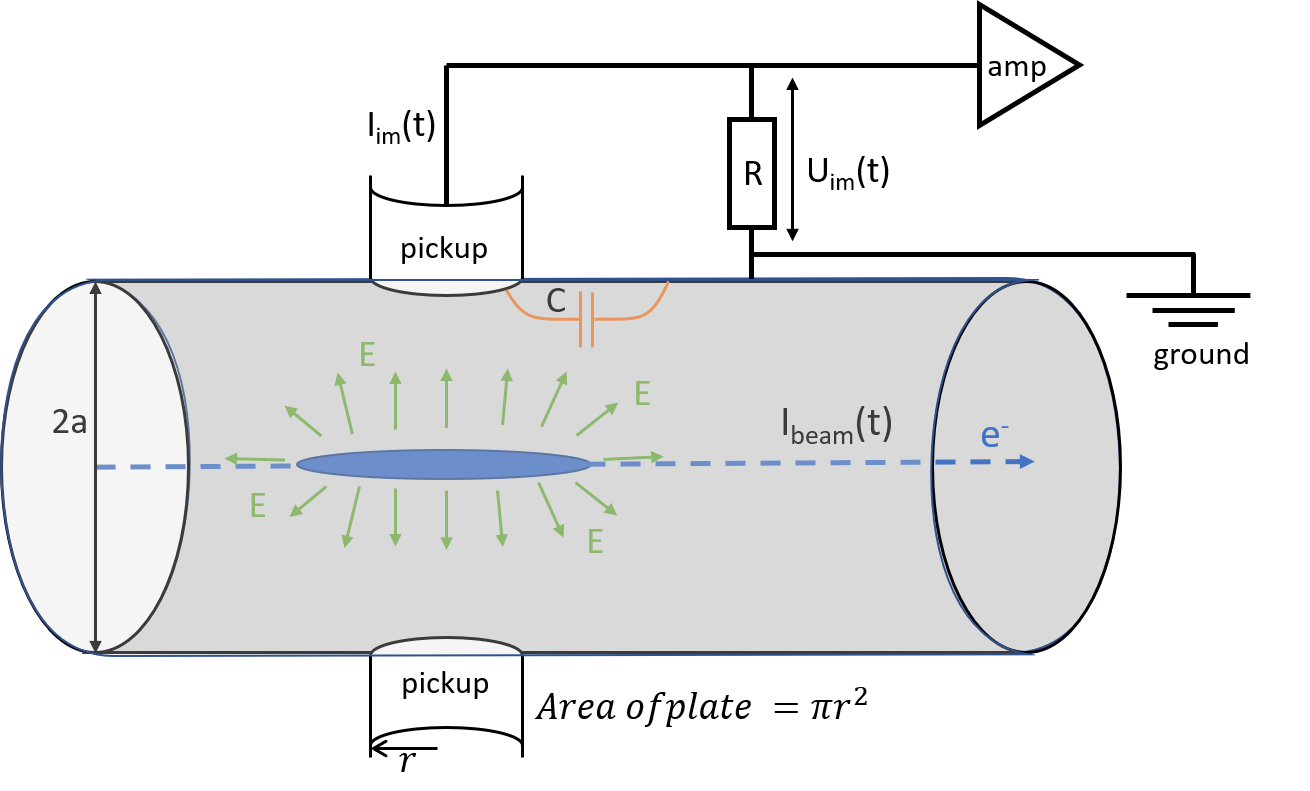 amp
I_im(t)
R
U_im(t)
pickup
C
ground
E
E
2a
I_beam(t)
e⁻
E
E
pickup
Area ofplate = πr²
r